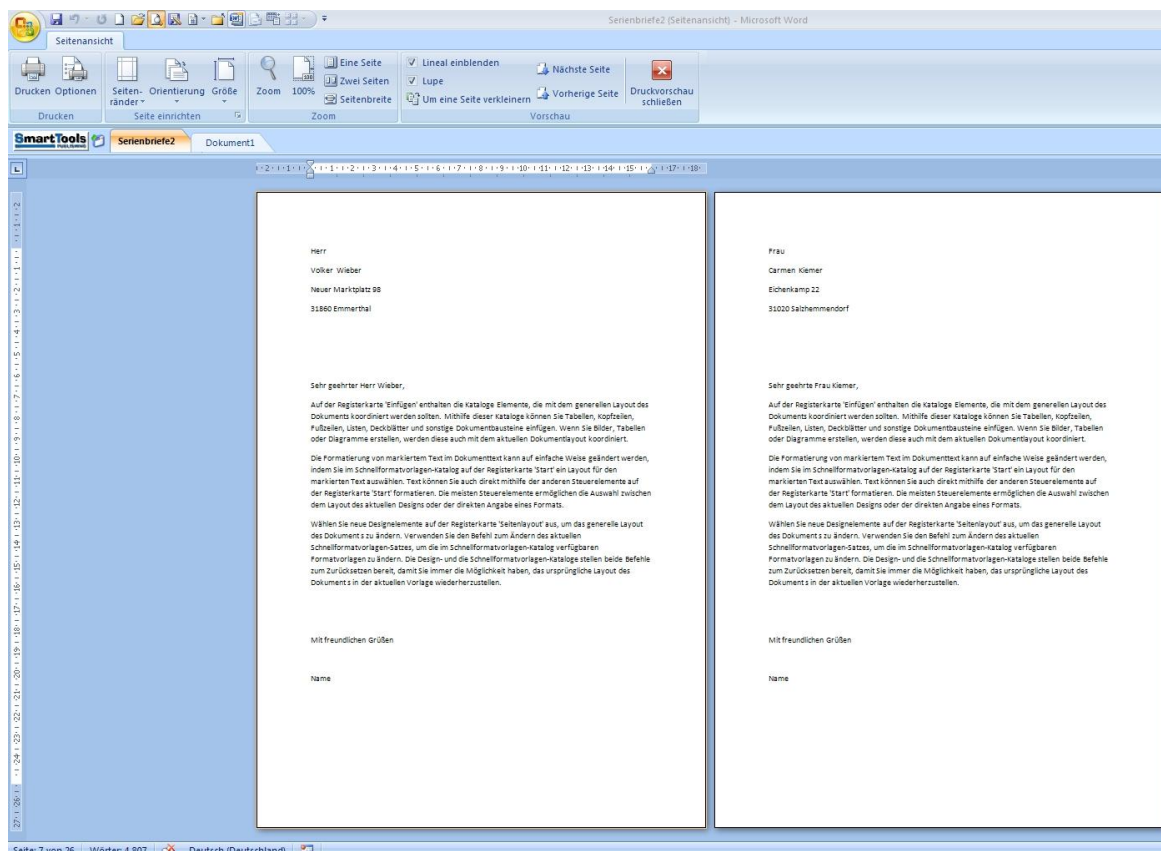 Serienbriefe2 (Seitenansicht) - Microsoft Word
Seitenansicht
Drucken Optionen
Seiten-ränder Orientierung Größe
Zoom 100%
Eine Seite
Zwei Seiten
Seitenbreite
Lineal einblenden
Lupe
Um eine Seite verkleinern
Nächste Seite
Vorherige Seite
Druckvorschau schließen
Drucken
Seite einrichten
Zoom
Vorschau
SmartTools PUBLISHING
Serienbriefe2
Dokument1
Herr
Volker Wieber
Neuer Marktplatz 98
31860 Emmerthal
Sehr geehrter Herr Wieber,
Auf der Registerkarte 'Einfügen' enthalten die Kataloge Elemente, die mit dem generellen Layout des
Dokuments koordiniert werden sollten. Mithilfe dieser Kataloge können Sie Tabellen, Kopfzeilen,
Fußzeilen, Listen, Deckblätter und sonstige Dokumentbausteine einfügen. Wenn Sie Bilder, Tabellen
oder Diagramme erstellen, werden diese auch mit dem aktuellen Dokumentlayout koordiniert.
Die Formatierung von markiertem Text im Dokumenttext kann auf einfache Weise geändert werden,
indem Sie im Schnellformatvorlagen-Katalog auf der Registerkarte 'Start' ein Layout für den
markierten Text auswählen. Text können Sie auch direkt mithilfe der anderen Steuerelemente auf
der Registerkarte 'Start' formatieren. Die meisten Steuerelemente ermöglichen die Auswahl zwischen
dem Layout des aktuellen Designs oder der direkten Angabe eines Formats.
Wählen Sie neue Designelemente auf der Registerkarte 'Seitenlayout' aus, um das generelle Layout
des Dokument s zu ändern. Verwenden Sie den Befehl zum Ändern des aktuellen
Schnellformatvorlagen-Satzes, um die im Schnellformatvorlagen-Katalog verfügbaren
Formatvorlagen zu ändern. Die Design- und die Schnellformatvorlagen-Kataloge stellen beide Befehle
zum Zurücksetzen bereit, damit Sie immer die Möglichkeit haben, das ursprüngliche Layout des
Dokument s in der aktuellen Vorlage wiederherzustellen.
Mit freundlichen Grüßen
Name
Frau
Carmen Kiemer
Eichenkamp 22
31020 Salzhemmendorf
Sehr geehrte Frau Kiemer,
Auf der Registerkarte 'Einfügen' enthalten die Kataloge Elemente, die mit dem generellen Layout des
Dokuments koordiniert werden sollten. Mithilfe dieser Kataloge können Sie Tabellen, Kopfzeilen,
Fußzeilen, Listen, Deckblätter und sonstige Dokumentbausteine einfügen. Wenn Sie Bilder, Tabellen
oder Diagramme erstellen, werden diese auch mit dem aktuellen Dokumentlayout koordiniert.
Die Formatierung von markiertem Text im Dokumenttext kann auf einfache Weise geändert werden,
indem Sie im Schnellformatvorlagen-Katalog auf der Registerkarte 'Start' ein Layout für den
markierten Text auswählen. Text können Sie auch direkt mithilfe der anderen Steuerelemente auf
der Registerkarte 'Start' formatieren. Die meisten Steuerelemente ermöglichen die Auswahl zwischen
dem Layout des aktuellen Designs oder der direkten Angabe eines Formats.
Wählen Sie neue Designelemente auf der Registerkarte 'Seitenlayout' aus, um das generelle Layout
des Dokument s zu ändern. Verwenden Sie den Befehl zum Ändern des aktuellen
Schnellformatvorlagen-Satzes, um die im Schnellformatvorlagen-Katalog verfügbaren
Formatvorlagen zu ändern. Die Design- und die Schnellformatvorlagen-Kataloge stellen beide Befehle
zum Zurücksetzen bereit, damit Sie immer die Möglichkeit haben, das ursprüngliche Layout des
Dokument s in der aktuellen Vorlage wiederherzustellen.
Mit freundlichen Grüßen
Name
Seite: 7 von 26 Wörter: 4.807 Deutsch (Deutschland)